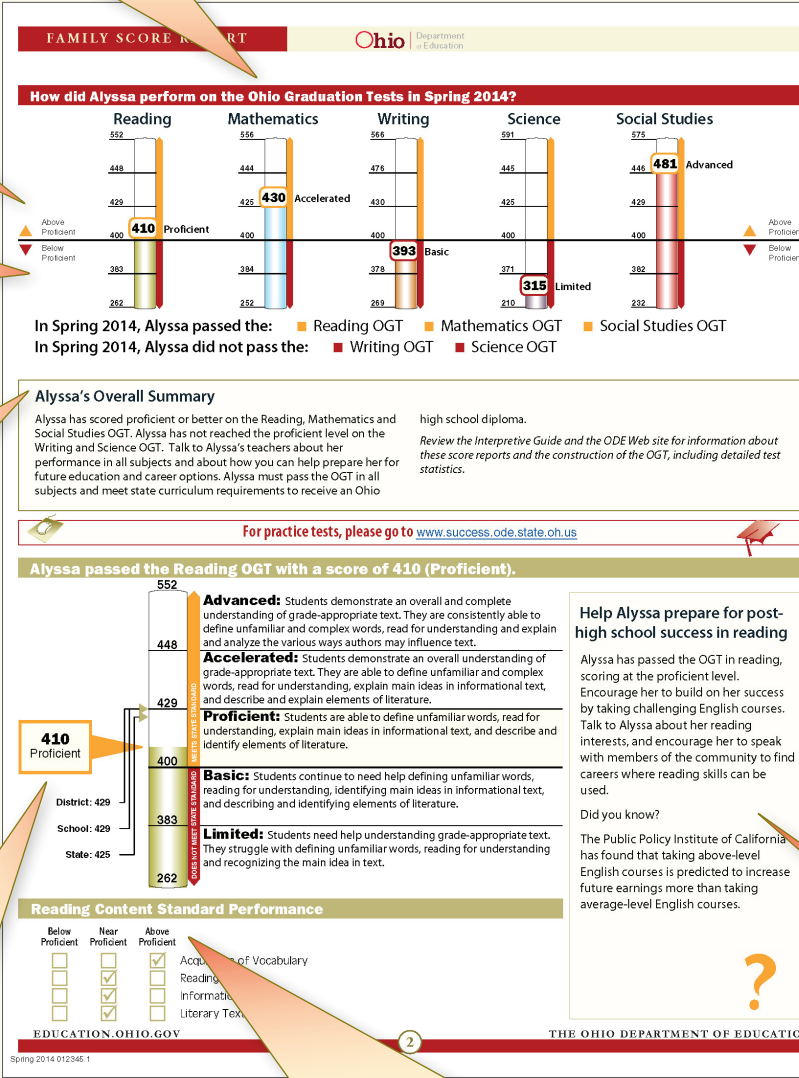 FAMILY SCORE R RT
Ohio Department of Education
How did Alyssa perform on the Ohio Graduation Tests in Spring 2014?
Reading Mathematics Writing Science Social Studies
552 556 566 591 575
448 444 476 445 446 481 Advanced
429 425 430 Accelerated 430 425 429
410 Proficient
Above Proficient Above
400 400 400 400 400
Below Proficient 393 Basic Below
383 384 378 371 382
315 Limited
262 252 269 210 232
In Spring 2014, Alyssa passed the: Reading OGT Mathematics OGT Social Studies OGT
In Spring 2014, Alyssa did not pass the: Writing OGT Science OGT
Alyssa's Overall Summary
Alyssa has scored proficient or better on the Reading, Mathematics and
Social Studies OGT. Alyssa has not reached the proficient level on the
Writing and Science OGT. Talk to Alyssa's teachers about her
performance in all subjects and about how you can help prepare her for
future education and career options. Alyssa must pass the OGT in all
subjects and meet state curriculum requirements to receive an Ohio
high school diploma.
Review the Interpretive Guide and the ODE Web site for information about
these score reports and the construction of the OGT, including detailed test
statistics.
For practice tests, please go to www.success.ode.state.oh.us
Alyssa passed the Reading OGT with a score of 410 (Proficient).
552
Advanced: Students demonstrate an overall and complete
understanding of grade-appropriate text. They are consistently able to
define unfamiliar and complex words, read for understanding and explain
and analyze the various ways authors may influence text.
448
Accelerated: Students demonstrate an overall understanding of
grade-appropriate text. They are able to define unfamiliar and complex
words, read for understanding, explain main ideas in informational text,
and describe and explain elements of literature.
429
MEETS STATE STANDARD
Proficient: Students are able to define unfamiliar words, read for
understanding, explain main ideas in informational text, and describe and
identify elements of literature.
410
Proficient
400
Basic: Students continue to need help defining unfamiliar words,
reading for understanding, identifying main ideas in informational text,
and describing and identifying elements of literature.
District: 429
383
School: 429
State: 425
DOES NOT MEET STATE STANDARD
Limited: Students need help understanding grade-appropriate text.
They struggle with defining unfamiliar words, reading for understanding
and recognizing the main idea in text.
262
Help Alyssa prepare for post-
high school success in reading
Alyssa has passed the OGT in reading,
scoring at the proficient level.
Encourage her to build on her success
by taking challenging English courses.
Talk to Alyssa about her reading
interests, and encourage her to speak
with members of the community to find
careers where reading skills can be
used.
Did you know?
The Public Policy Institute of California
has found that taking above-level
English courses is predicted to increase
future earnings more than taking
average-level English courses.
?
Reading Content Standard Performance
Below Near Above
Proficient Proficient Proficient
of Vocabulary
Reading
Literary
EDUCATION.OHIO.GOV
2
THE OHIO DEPARTMENT OF EDUCATIO
Spring 2014 012345.1